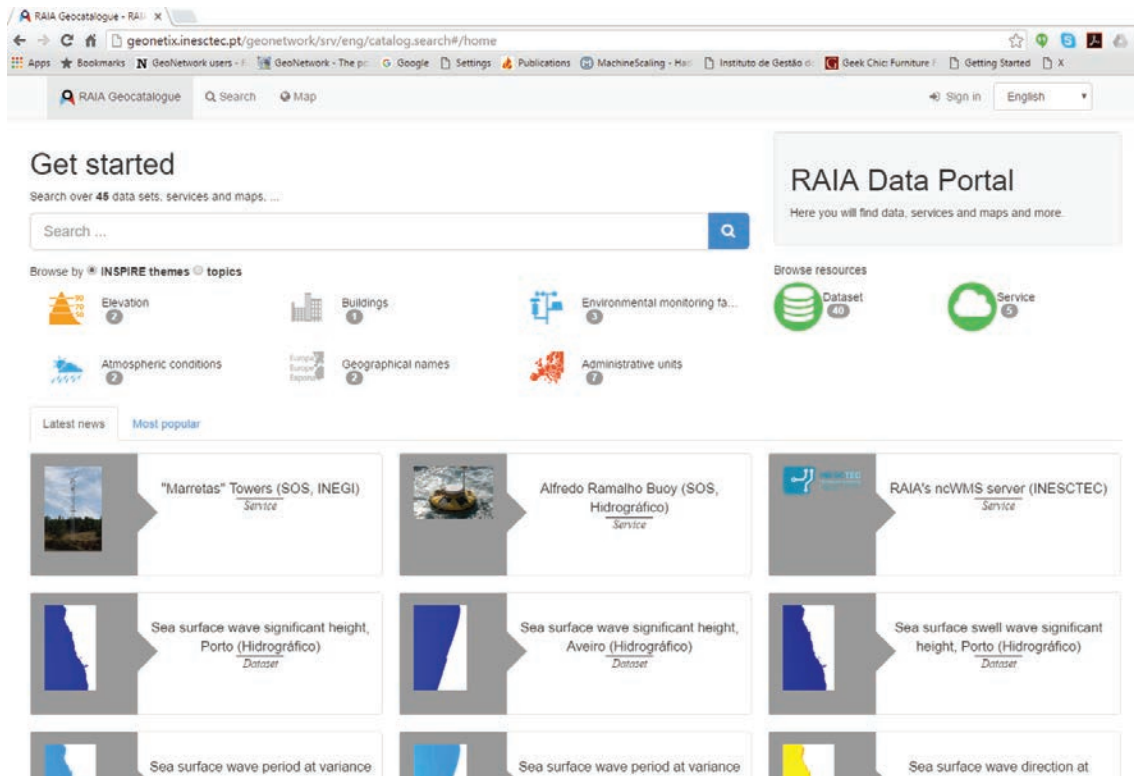 RAIA Geocatalogue - RAI
geonetix.inesctec.pt/geonetwork/srv/eng/catalog.search#/home
Apps Bookmarks GeoNetwork users - GeoNetwork - The po Google Settings Publications MachineScaling - Ha Instituto de Gestão d Geek Chic: Furniture Getting Started X
RAIA Geocatalogue Search Map Sign in English
Get started
Search over 45 data sets, services and maps, ...
Search ...
RAIA Data Portal
Here you will find data, services and maps and more.
Browse by INSPIRE themes topics
Elevation
2
Buildings
1
Environmental monitoring fa...
3
Atmospheric conditions
2
Geographical names
2
Administrative units
7
Browse resources
Dataset
40
Service
5
Latest news Most popular
"Marretas" Towers (SOS, INEGI)
Service
Alfredo Ramalho Buoy (SOS,
Hidrográfico)
Service
INESCTEC
RAIA's ncWMS server (INESCTEC)
Service
Sea surface wave significant height,
Porto (Hidrográfico)
Dataset
Sea surface wave significant height,
Aveiro (Hidrográfico)
Dataset
Sea surface swell wave significant
height, Porto (Hidrográfico)
Dataset
Sea surface wave period at variance
Sea surface wave period at variance
Sea surface wave direction at